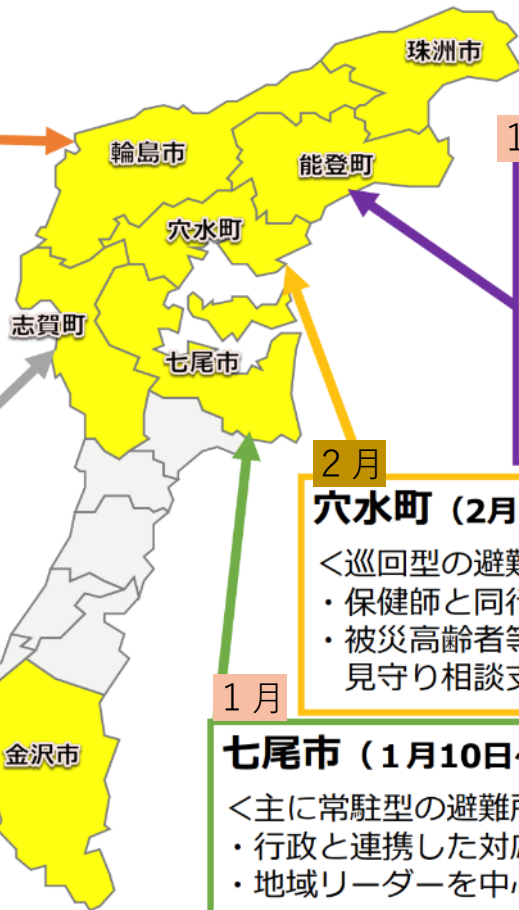 珠洲市
輪島市
能登町
1
穴水町
志賀町
七尾市
2月
穴水町（2月
＜巡回型の避難
・保健師と同行
・被災高齢者等
見守り相談支
1月
七尾市（1月10日
＜主に常駐型の避難所
・行政と連携した対応
・地域リーダーを中心
金沢市